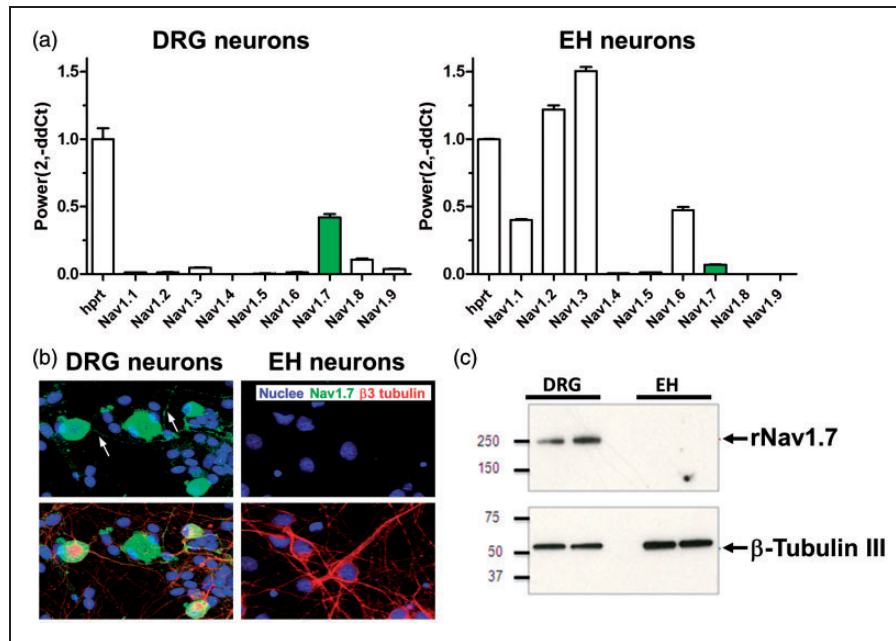 (a)
DRG neurons
Power(2,-ddCt)
1.5
1.0
0.5
0.0
hprt
Nav1.1
Nav1.2
Nav1.3
Nav1.4
Nav1.5
Nav1.6
Nav1.7
Nav1.8
Nav1.9
EH neurons
Power(2,-ddCt)
1.5
1.0
0.5
0.0
hprt
Nav1.1
Nav1.2
Nav1.3
Nav1.4
Nav1.5
Nav1.6
Nav1.7
Nav1.8
Nav1.9
(b)
DRG neurons
EH neurons
Nuclee Nav1.7 β3 tubulin
(c)
DRG
EH
250
150
rNav1.7
75
50
37
β-Tubulin III